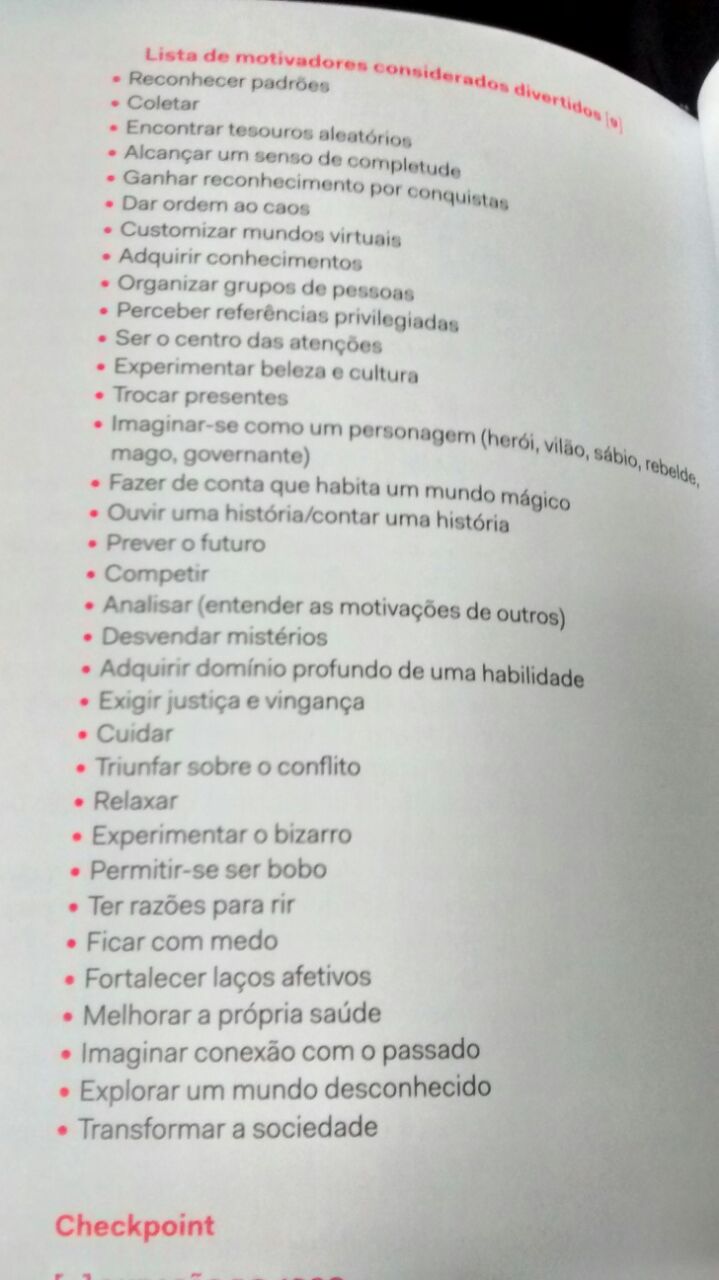 Lista de motivadores considerados divertidos [9]
• Reconhecer padrões
• Coletar
• Encontrar tesouros aleatórios
• Alcançar um senso de completude
• Ganhar reconhecimento por conquistas
• Dar ordem ao caos
• Customizar mundos virtuais
• Adquirir conhecimentos
• Organizar grupos de pessoas
• Perceber referências privilegiadas
• Ser o centro das atenções
• Experimentar beleza e cultura
• Trocar presentes
• Imaginar-se como um personagem (herói, vilão, sábio, rebelde,
mago, governante)
• Fazer de conta que habita um mundo mágico
• Ouvir uma história/contar uma história
• Prever o futuro
• Competir
• Analisar (entender as motivações de outros)
• Desvendar mistérios
• Adquirir domínio profundo de uma habilidade
• Exigir justiça e vingança
• Cuidar
• Triunfar sobre o conflito
• Relaxar
• Experimentar o bizarro
• Permitir-se ser bobo
• Ter razões para rir
• Ficar com medo
• Fortalecer laços afetivos
• Melhorar a própria saúde
• Imaginar conexão com o passado
• Explorar um mundo desconhecido
• Transformar a sociedade
Checkpoint